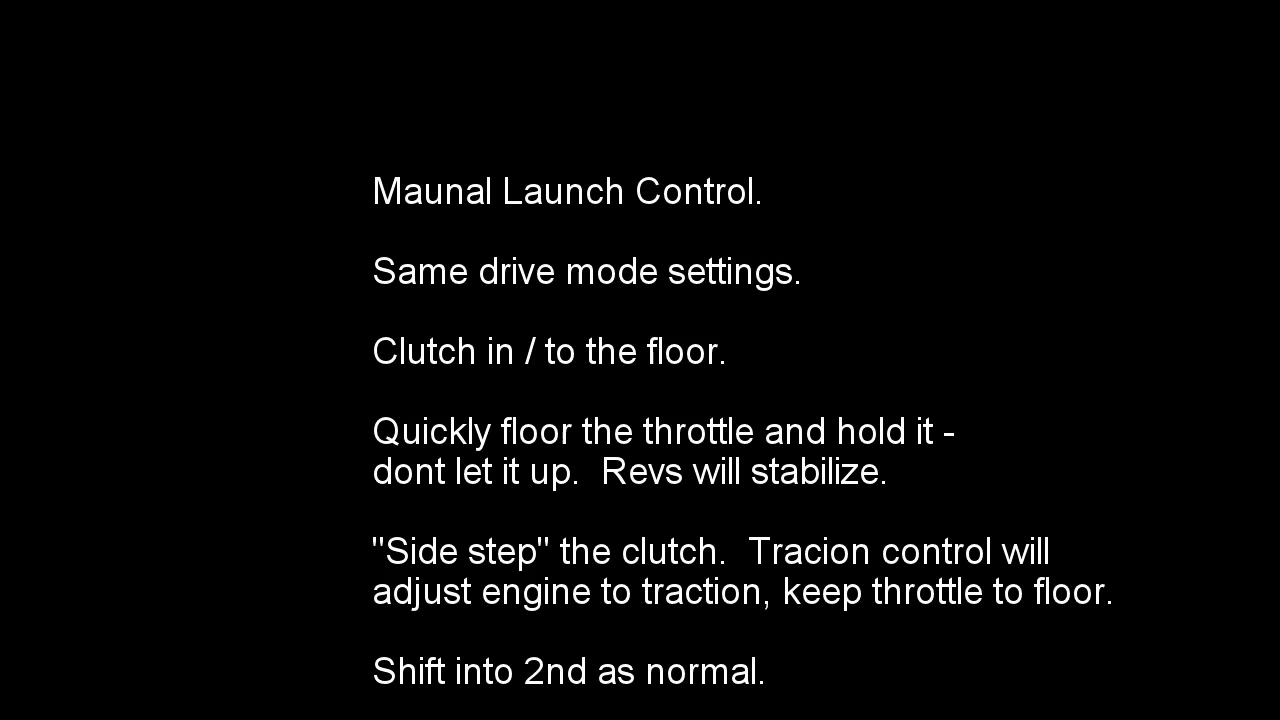 Maunal Launch Control.
Same drive mode settings.
Clutch in / to the floor.
Quickly floor the throttle and hold it -
dont let it up.  Revs will stabilize.
"Side step" the clutch.  Tracion control will
adjust engine to traction, keep throttle to floor.
Shift into 2nd as normal.